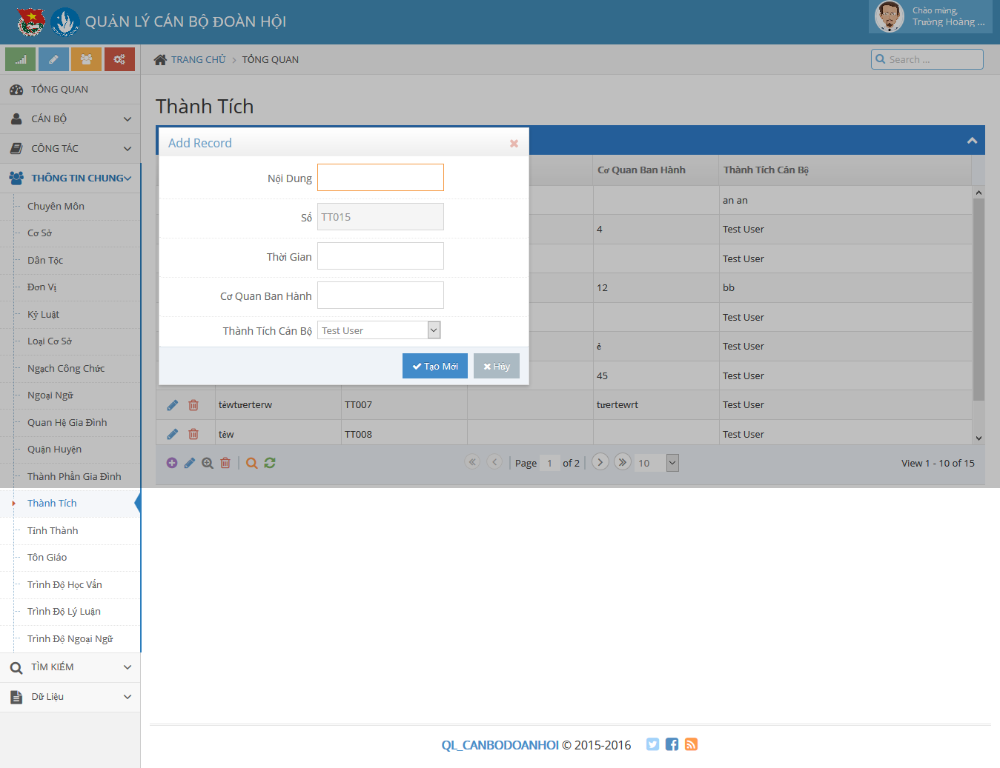 QUẢN LÝ CÁN BỘ ĐOÀN HỘI
Chào mừng,
Trường Hoàng ...
TRANG CHỦ
TỔNG QUAN
Search ...
TỔNG QUAN
CÁN BỘ
CÔNG TÁC
THÔNG TIN CHUNG
Chuyên Môn
Cơ Sở
Dân Tộc
Đơn Vị
Kỷ Luật
Loại Cơ Sở
Ngạch Công Chức
Ngoại Ngữ
Quan Hệ Gia Đình
Quận Huyện
Thành Phần Gia Đình
Thành Tích
Tỉnh Thành
Tôn Giáo
Trình Độ Học Vấn
Trình Độ Lý Luận
Trình Độ Ngoại Ngữ
TÌM KIẾM
Dữ Liệu
Thành Tích
Add Record
Nội Dung
Số TT015
Thời Gian
Cơ Quan Ban Hành
Thành Tích Cán Bộ Test User
Tạo Mới Hủy
Cơ Quan Ban Hành Thành Tích Cán Bộ
an an
4 Test User
Test User
12 bb
Test User
ê Test User
45 Test User
têwtưerterw TT007 tưertewrt Test User
têw TT008 Test User
Page 1 of 2 10 View 1 - 10 of 15
QL_CANBODOANHOI © 2015-2016